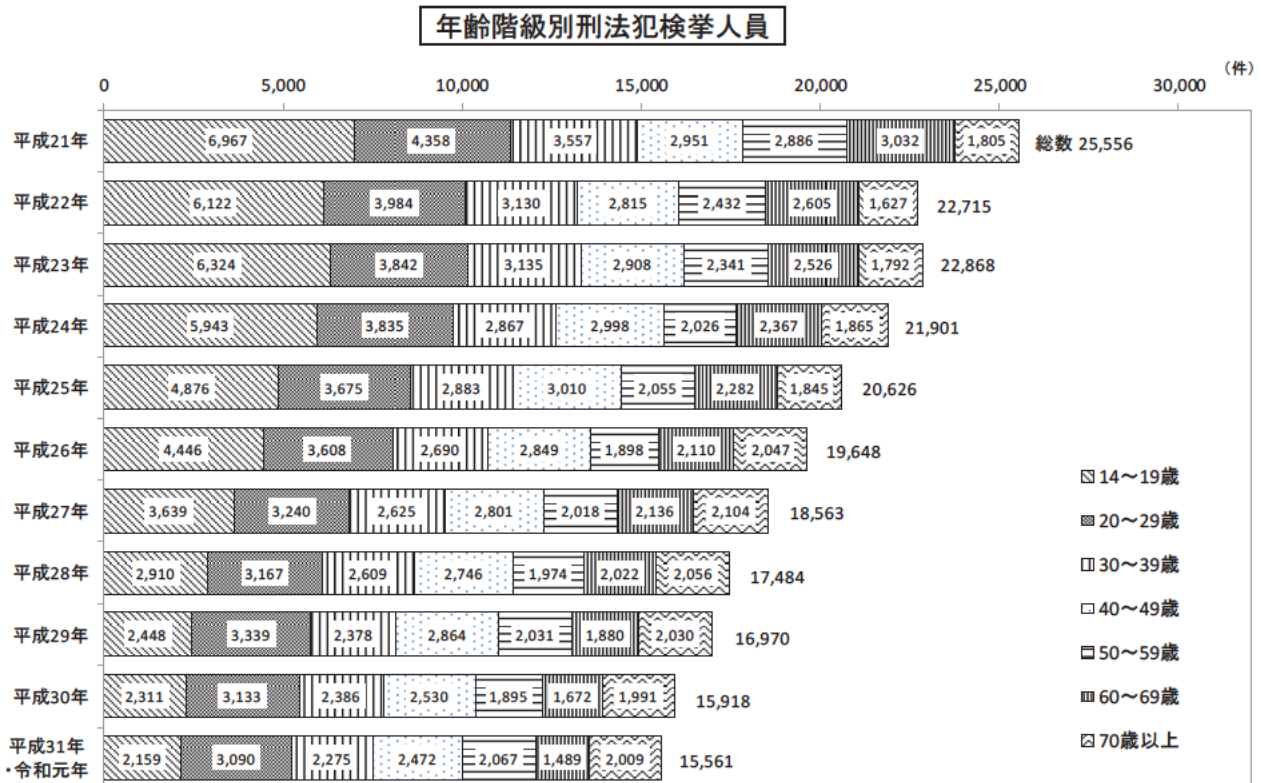 年齢階級別刑法犯検挙人員
(件)
0 5,000 10,000 15,000 20,000 25,000 30,000
平成21年 6,967 4,358 3,557 2,951 2,886 3,032 1,805 総数 25,556
平成22年 6,122 3,984 3,130 2,815 2,432 2,605 1,627 22,715
平成23年 6,324 3,842 3,135 2,908 2,341 2,526 1,792 22,868
平成24年 5,943 3,835 2,867 2,998 2,026 2,367 1,865 21,901
平成25年 4,876 3,675 2,883 3,010 2,055 2,282 1,845 20,626
平成26年 4,446 3,608 2,690 2,849 1,898 2,110 2,047 19,648
平成27年 3,639 3,240 2,625 2,801 2,018 2,136 2,104 18,563
平成28年 2,910 3,167 2,609 2,746 1,974 2,022 2,056 17,484
平成29年 2,448 3,339 2,378 2,864 2,031 1,880 2,030 16,970
平成30年 2,311 3,133 2,386 2,530 1,895 1,672 1,991 15,918
平成31年
・令和元年 2,159 3,090 2,275 2,472 2,067 1,489 2,009 15,561
14～19歳
20～29歳
30～39歳
40～49歳
50～59歳
60～69歳
70歳以上